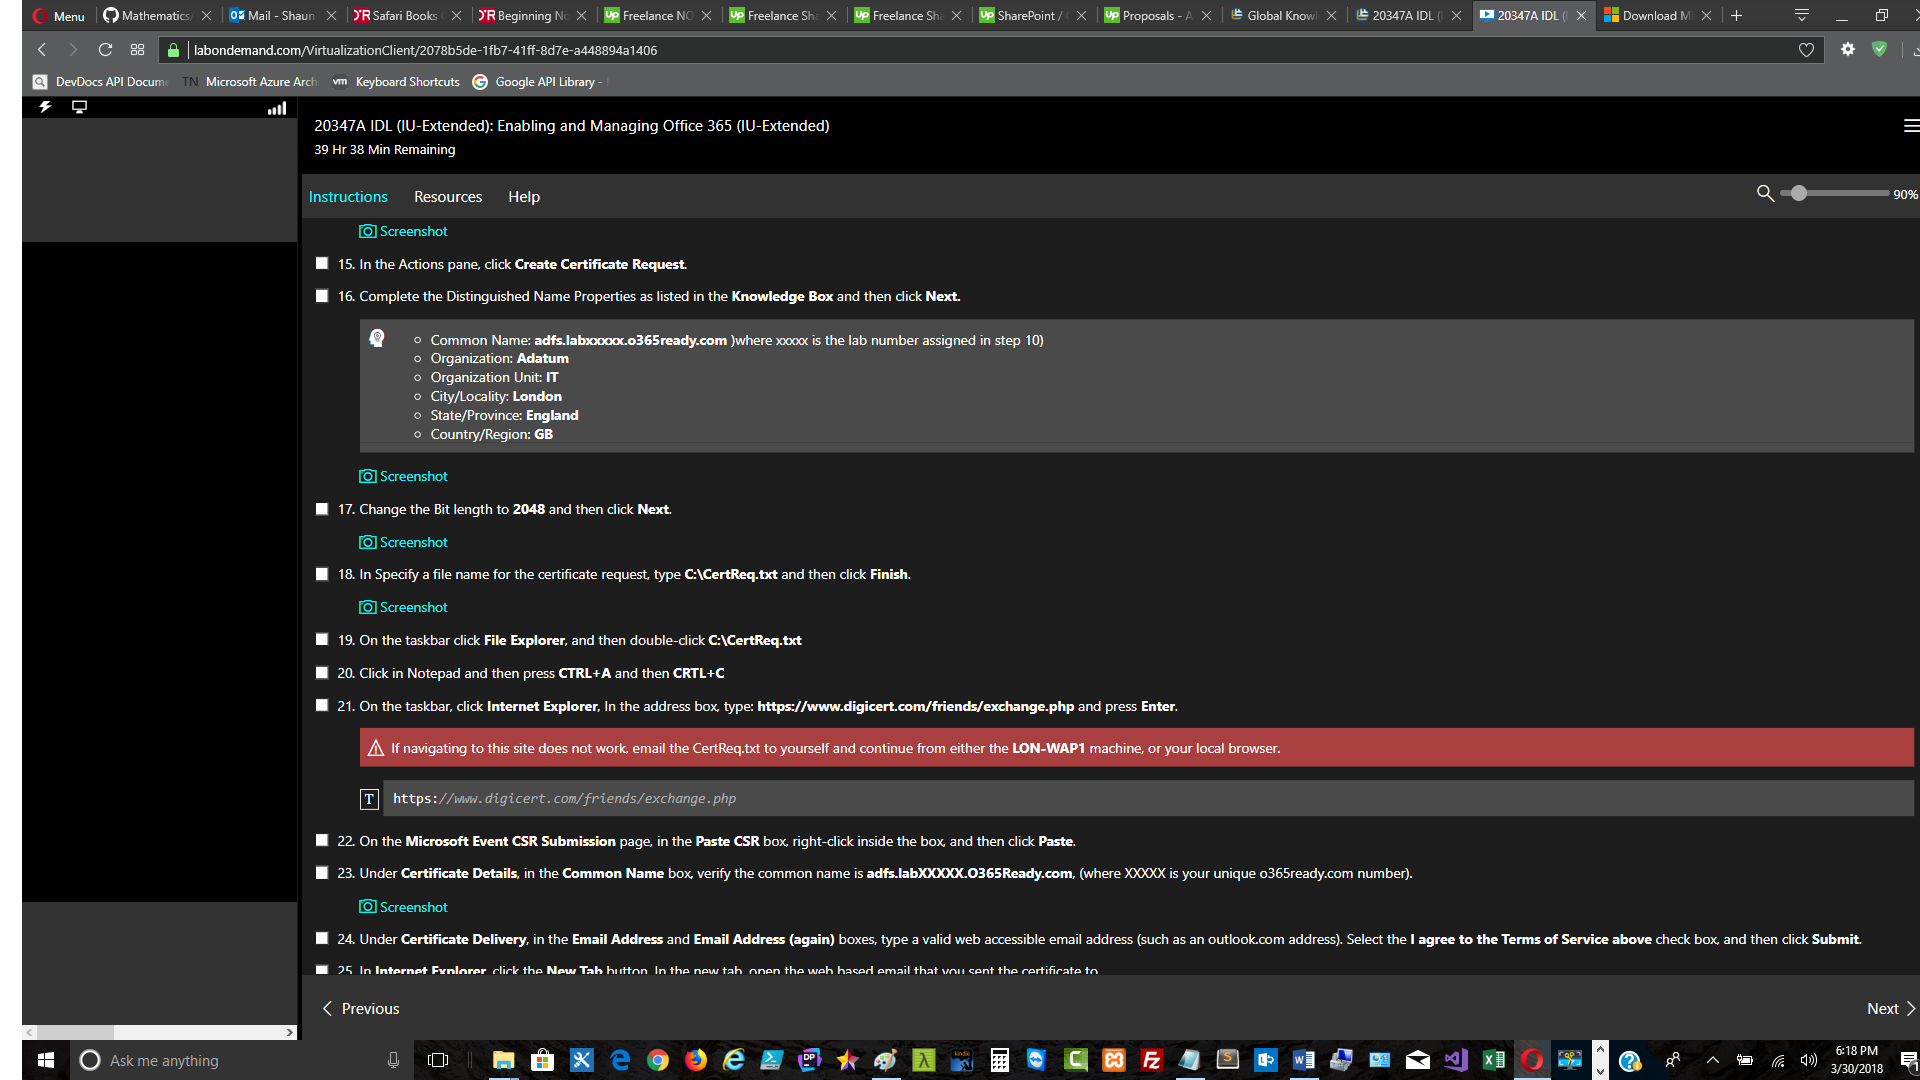 Menu
Mathematics
Mail - Shaun
Safari Books
Beginning No
Freelance NO
Freelance Sha
Freelance Sha
SharePoint /
Proposals - A
Global Knowl
20347A IDL (
20347A IDL (
Download Mi
labondemand.com/VirtualizationClient/2078b5de-1fb7-41ff-8d7e-a448894a1406
DevDocs API Docume
TN Microsoft Azure Arch
vm Keyboard Shortcuts
Google API Library -
20347A IDL (IU-Extended): Enabling and Managing Office 365 (IU-Extended)
39 Hr 38 Min Remaining
Instructions Resources Help
90%
Screenshot
15. In the Actions pane, click Create Certificate Request.
16. Complete the Distinguished Name Properties as listed in the Knowledge Box and then click Next.
Common Name: adfs.labxxxxx.o365ready.com )where xxxxx is the lab number assigned in step 10)
Organization: Adatum
Organization Unit: IT
City/Locality: London
State/Province: England
Country/Region: GB
Screenshot
17. Change the Bit length to 2048 and then click Next.
Screenshot
18. In Specify a file name for the certificate request, type C:\CertReq.txt and then click Finish.
Screenshot
19. On the taskbar click File Explorer, and then double-click C:\CertReq.txt
20. Click in Notepad and then press CTRL+A and then CRTL+C
21. On the taskbar, click Internet Explorer, In the address box, type: https://www.digicert.com/friends/exchange.php and press Enter.
If navigating to this site does not work, email the CertReq.txt to yourself and continue from either the LON-WAP1 machine, or your local browser.
T https://www.digicert.com/friends/exchange.php
22. On the Microsoft Event CSR Submission page, in the Paste CSR box, right-click inside the box, and then click Paste.
23. Under Certificate Details, in the Common Name box, verify the common name is adfs.labXXXXX.O365Ready.com, (where XXXXX is your unique o365ready.com number).
Screenshot
24. Under Certificate Delivery, in the Email Address and Email Address (again) boxes, type a valid web accessible email address (such as an outlook.com address). Select the I agree to the Terms of Service above check box, and then click Submit.
25. In Internet Explorer, click the New Tab button. In the new tab, open the web based email that you sent the certificate to.
Previous
Next
Ask me anything
6:18 PM
3/30/2018